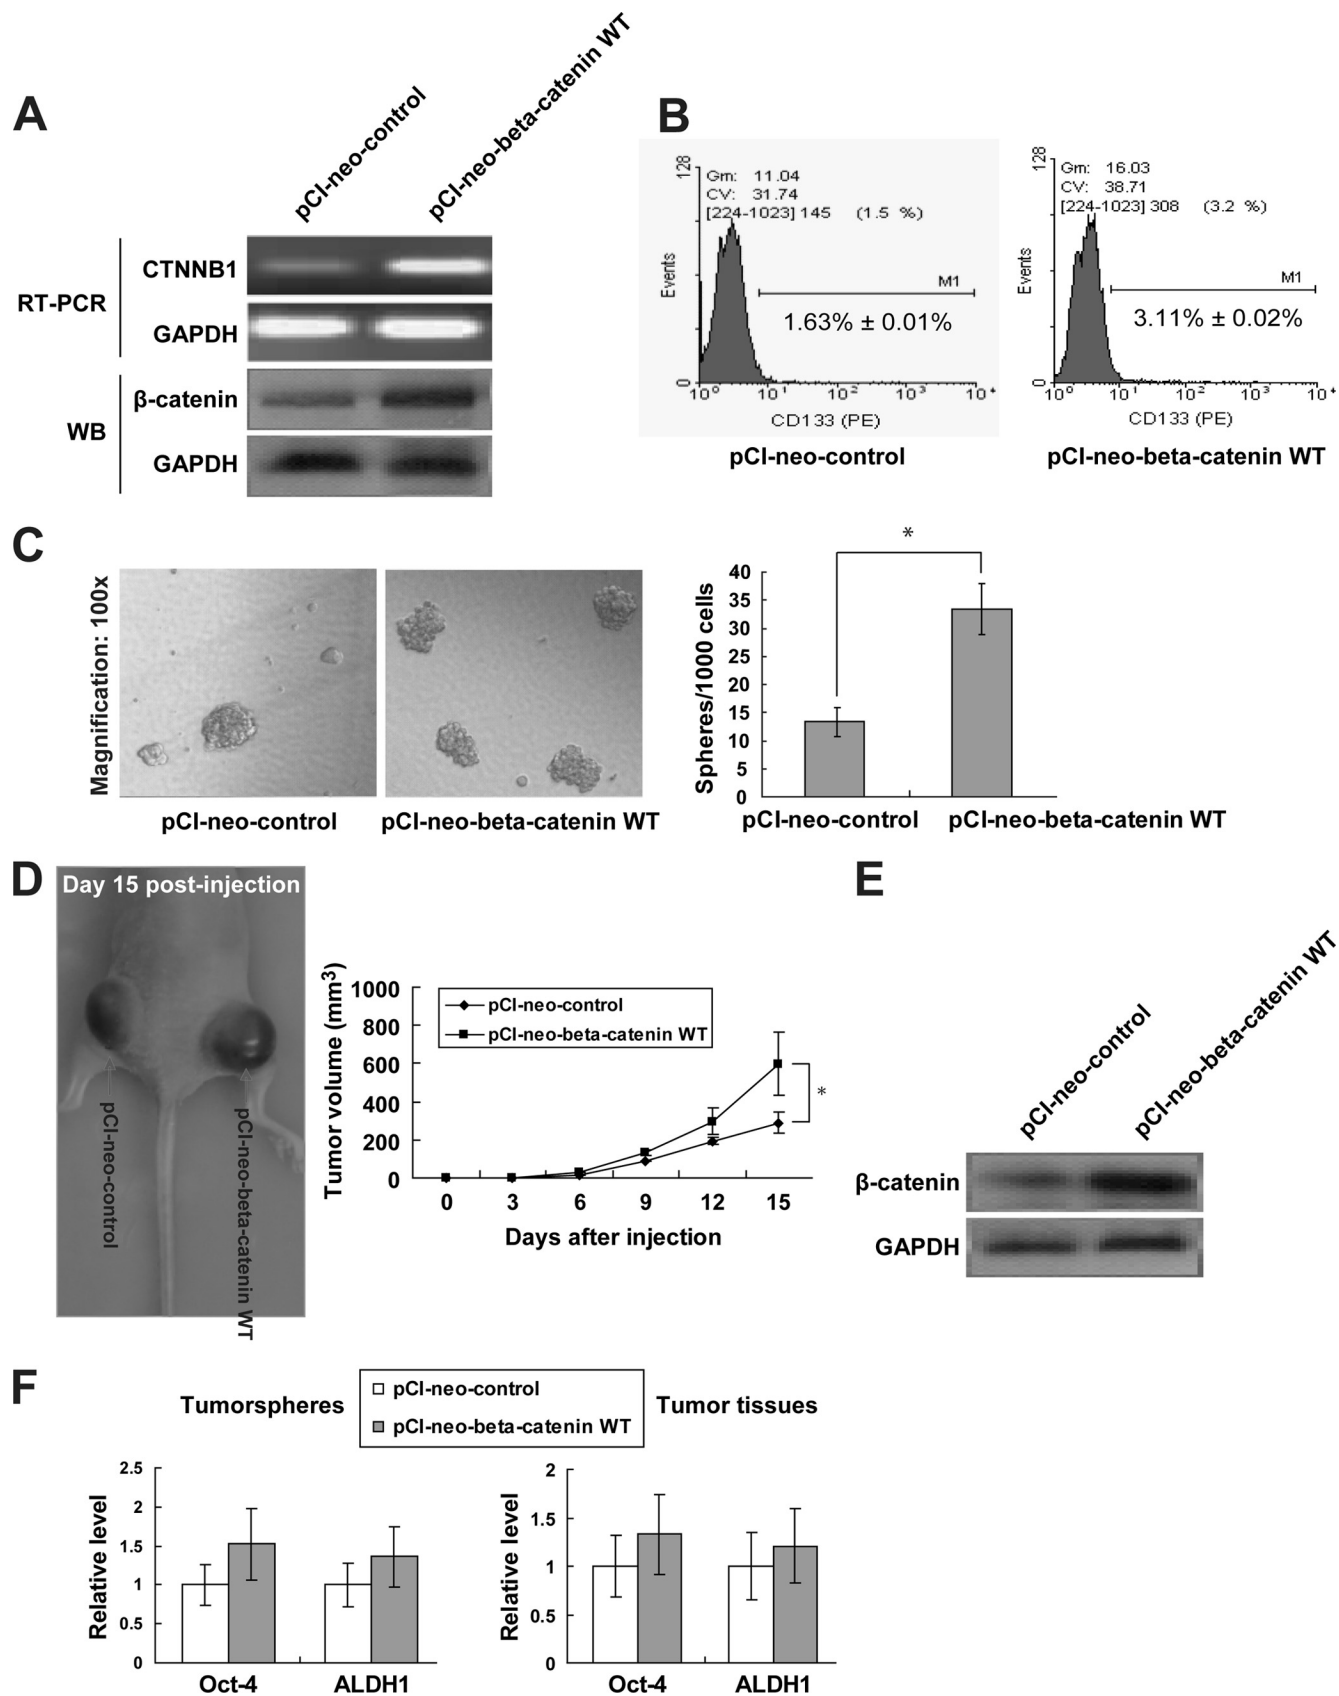 A
pCI-neo-control
pCI-neo-beta-catenin WT
RT-PCR
CTNNB1
GAPDH
WB
β-catenin
GAPDH
B
128
Events
0
Gm: 11.04
CV: 31.74
[224-1023] 145 (1.5 %)
M1
1.63% ± 0.01%
10⁰ 10¹ 10² 10³ 10⁴
CD133 (PE)
pCI-neo-control
128
Events
0
Gm: 16.03
CV: 38.71
[224-1023] 308 (3.2 %)
M1
3.11% ± 0.02%
10⁰ 10¹ 10² 10³ 10⁴
CD133 (PE)
pCI-neo-beta-catenin WT
C
Magnification: 100x
pCI-neo-control
pCI-neo-beta-catenin WT
Spheres/1000 cells
40
35
30
25
20
15
10
5
0
*
pCI-neo-control
pCI-neo-beta-catenin WT
D
Day 15 post-injection
pCI-neo-control
pCI-neo-beta-catenin WT
Tumor volume (mm³)
1000
800
600
400
200
0
pCI-neo-control
pCI-neo-beta-catenin WT
*
0 3 6 9 12 15
Days after injection
E
pCI-neo-control
pCI-neo-beta-catenin WT
β-catenin
GAPDH
F
Tumorspheres
pCI-neo-control
pCI-neo-beta-catenin WT
Tumor tissues
Relative level
2.5
2
1.5
1
0.5
0
Oct-4
ALDH1
Relative level
2
1.5
1
0.5
0
Oct-4
ALDH1